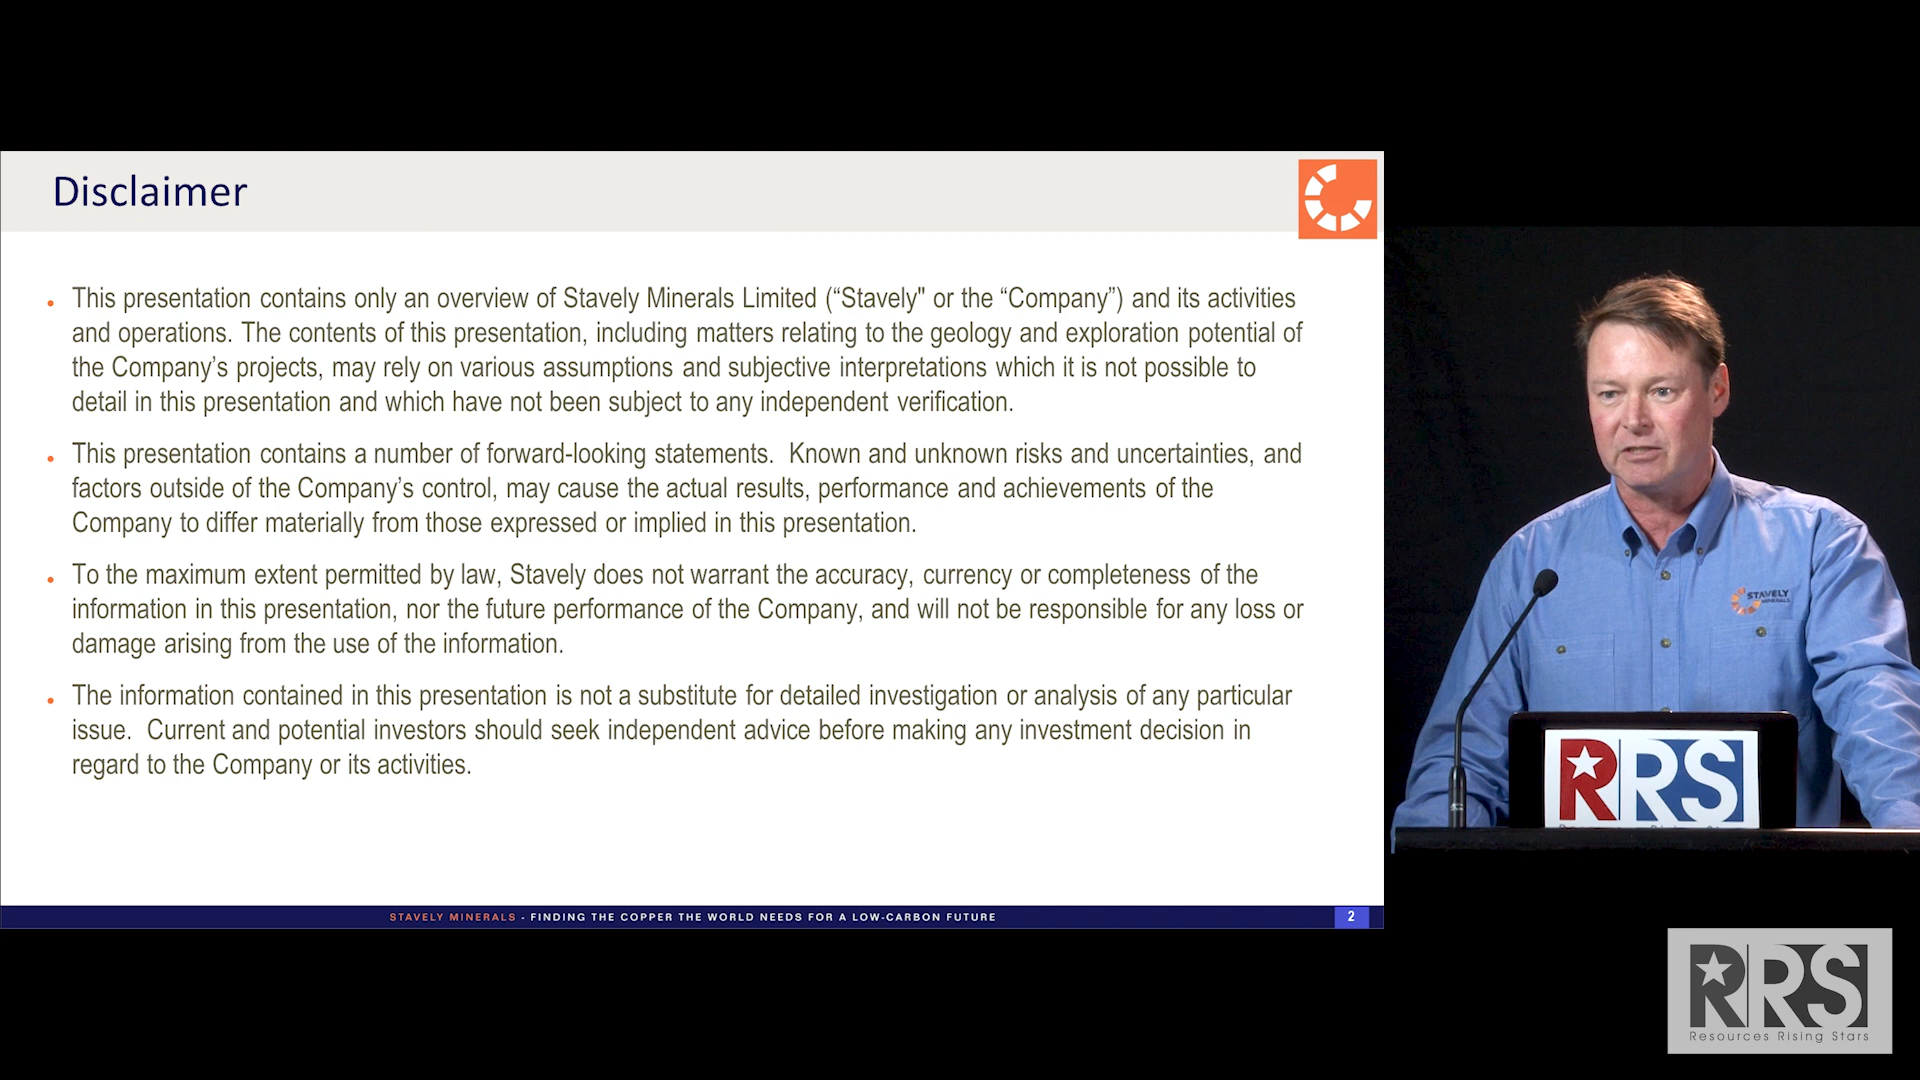 Disclaimer
• This presentation contains only an overview of Stavely Minerals Limited (“Stavely" or the “Company”) and its activities
and operations. The contents of this presentation, including matters relating to the geology and exploration potential of
the Company’s projects, may rely on various assumptions and subjective interpretations which it is not possible to
detail in this presentation and which have not been subject to any independent verification.
• This presentation contains a number of forward-looking statements.  Known and unknown risks and uncertainties, and
factors outside of the Company’s control, may cause the actual results, performance and achievements of the
Company to differ materially from those expressed or implied in this presentation.
• To the maximum extent permitted by law, Stavely does not warrant the accuracy, currency or completeness of the
information in this presentation, nor the future performance of the Company, and will not be responsible for any loss or
damage arising from the use of the information.
• The information contained in this presentation is not a substitute for detailed investigation or analysis of any particular
issue.  Current and potential investors should seek independent advice before making any investment decision in
regard to the Company or its activities.
STAVELY MINERALS - FINDING THE COPPER THE WORLD NEEDS FOR A LOW-CARBON FUTURE
2
STAVELY
MINERALS
RRS
RRS
Resources Rising Stars